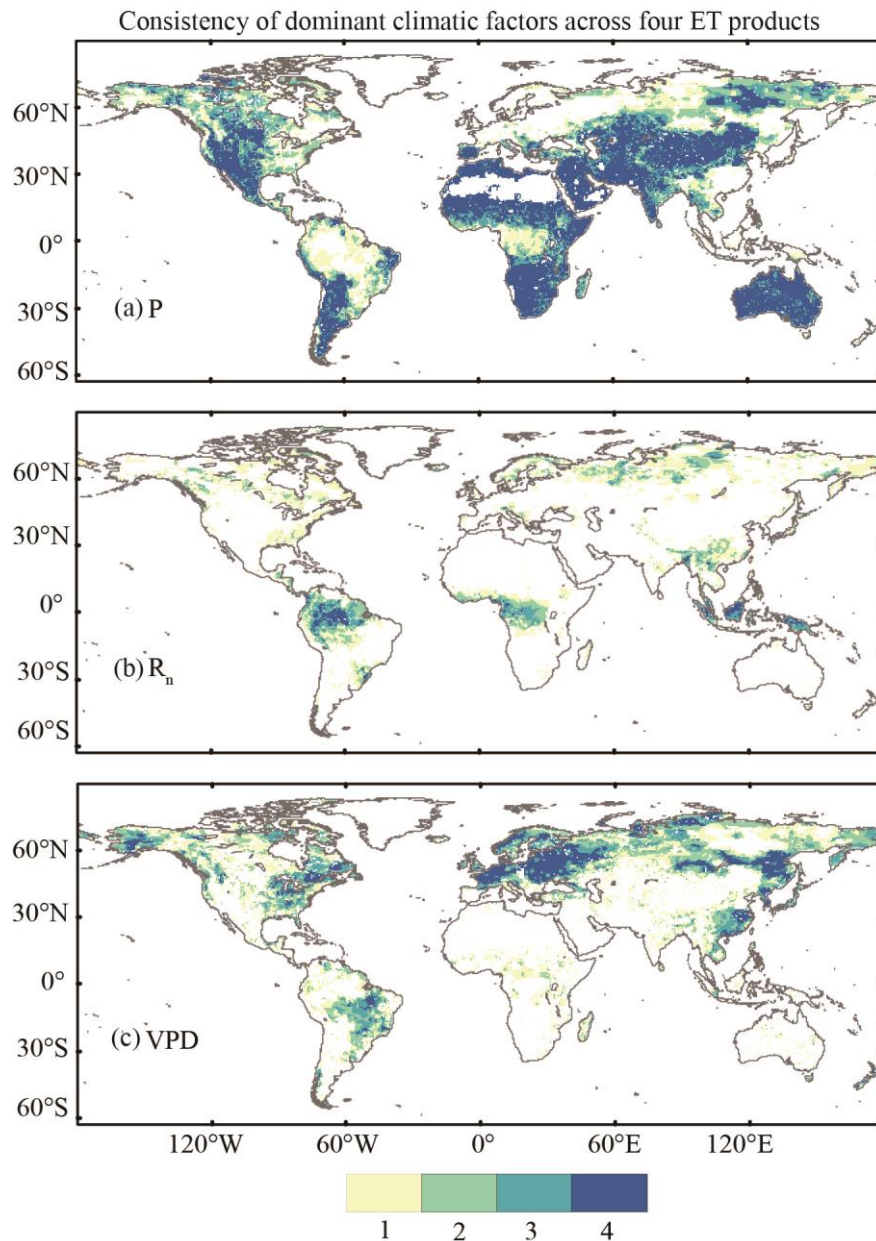 Consistency of dominant climatic factors across four ET products
60°N
30°N
0°
30°S
60°S
(a) P
60°N
30°N
0°
30°S
60°S
(b) Rₙ
60°N
30°N
0°
30°S
60°S
(c) VPD
120°W 60°W 0° 60°E 120°E
1 2 3 4